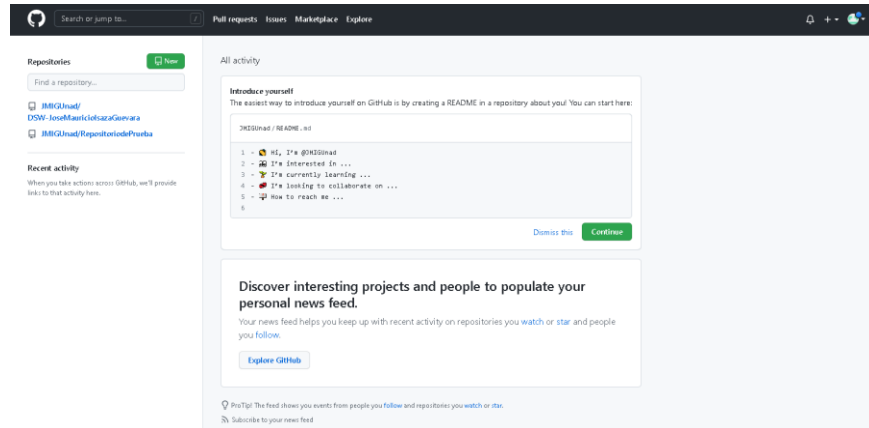 Search or jump to... /
Pull requests Issues Marketplace Explore
Repositories
New
Find a repository...
JMIGUnad/
DSW-JoseMauricioIsazaGuevara
JMIGUnad/RepositoriodePrueba
Recent activity
When you take actions across GitHub, we'll provide
links to that activity here.
All activity
Introduce yourself
The easiest way to introduce yourself on GitHub is by creating a README in a repository about you! You can start here:
JMIGUnad / README.md
1 - 👋 Hi, I'm @JMIGUnad
2 - 👀 I'm interested in ...
3 - 🌱 I'm currently learning ...
4 - 💞️ I'm looking to collaborate on ...
5 - 📫 How to reach me ...
6
Dismiss this
Continue
Discover interesting projects and people to populate your
personal news feed.
Your news feed helps you keep up with recent activity on repositories you watch or star and people
you follow.
Explore GitHub
ProTip! The feed shows you events from people you follow and repositories you watch or star.
Subscribe to your news feed